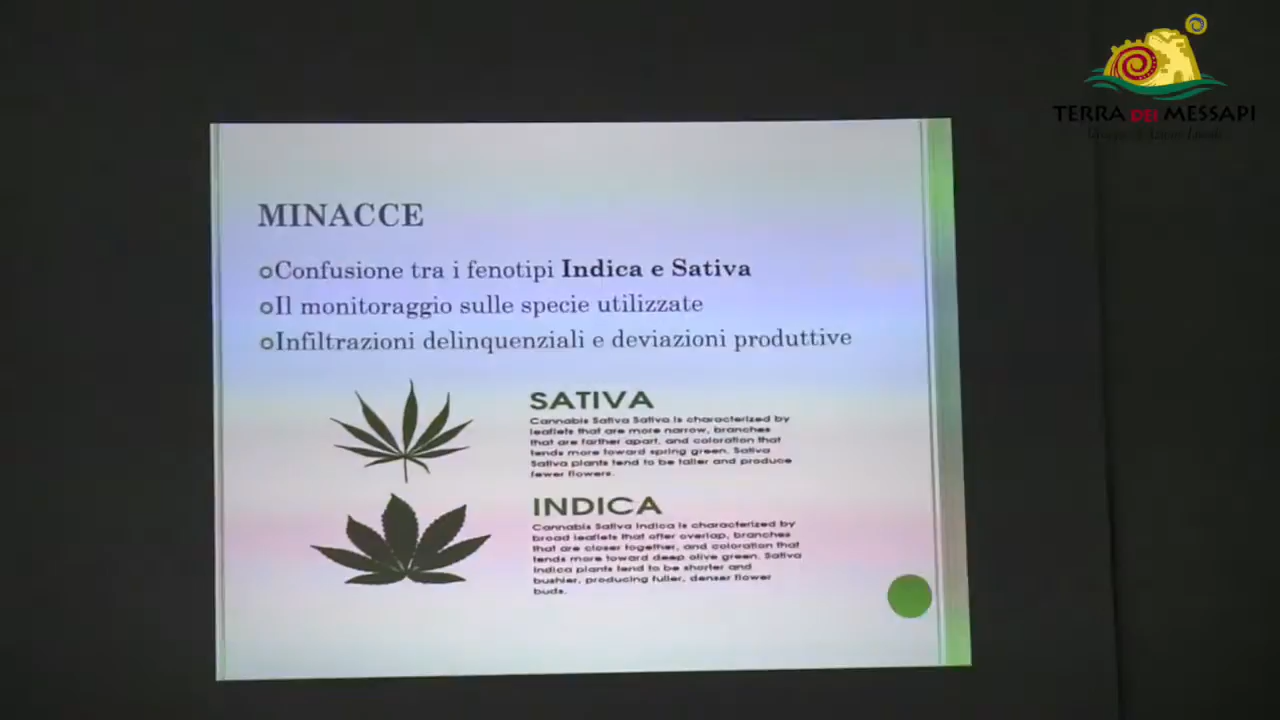 TERRA DEI MESSAPI
MINACCE
Confusione tra i fenotipi Indica e Sativa
Il monitoraggio sulle specie utilizzate
Infiltrazioni delinquenziali e deviazioni produttive
SATIVA
Cannabis Sativa Sativa is characterized by
leaflets that are more narrow, branches
that are farther apart, and coloration that
tends more toward spring green. Sativa
Sativa plants tend to be taller and produce
fewer flowers.
INDICA
Cannabis Sativa Indica is characterized by
broad leaflets that often overlap, branches
that are closer together, and coloration that
tends more toward deep olive green. Sativa
Indica plants tend to be shorter and
bushier, producing fuller, denser flower
buds.